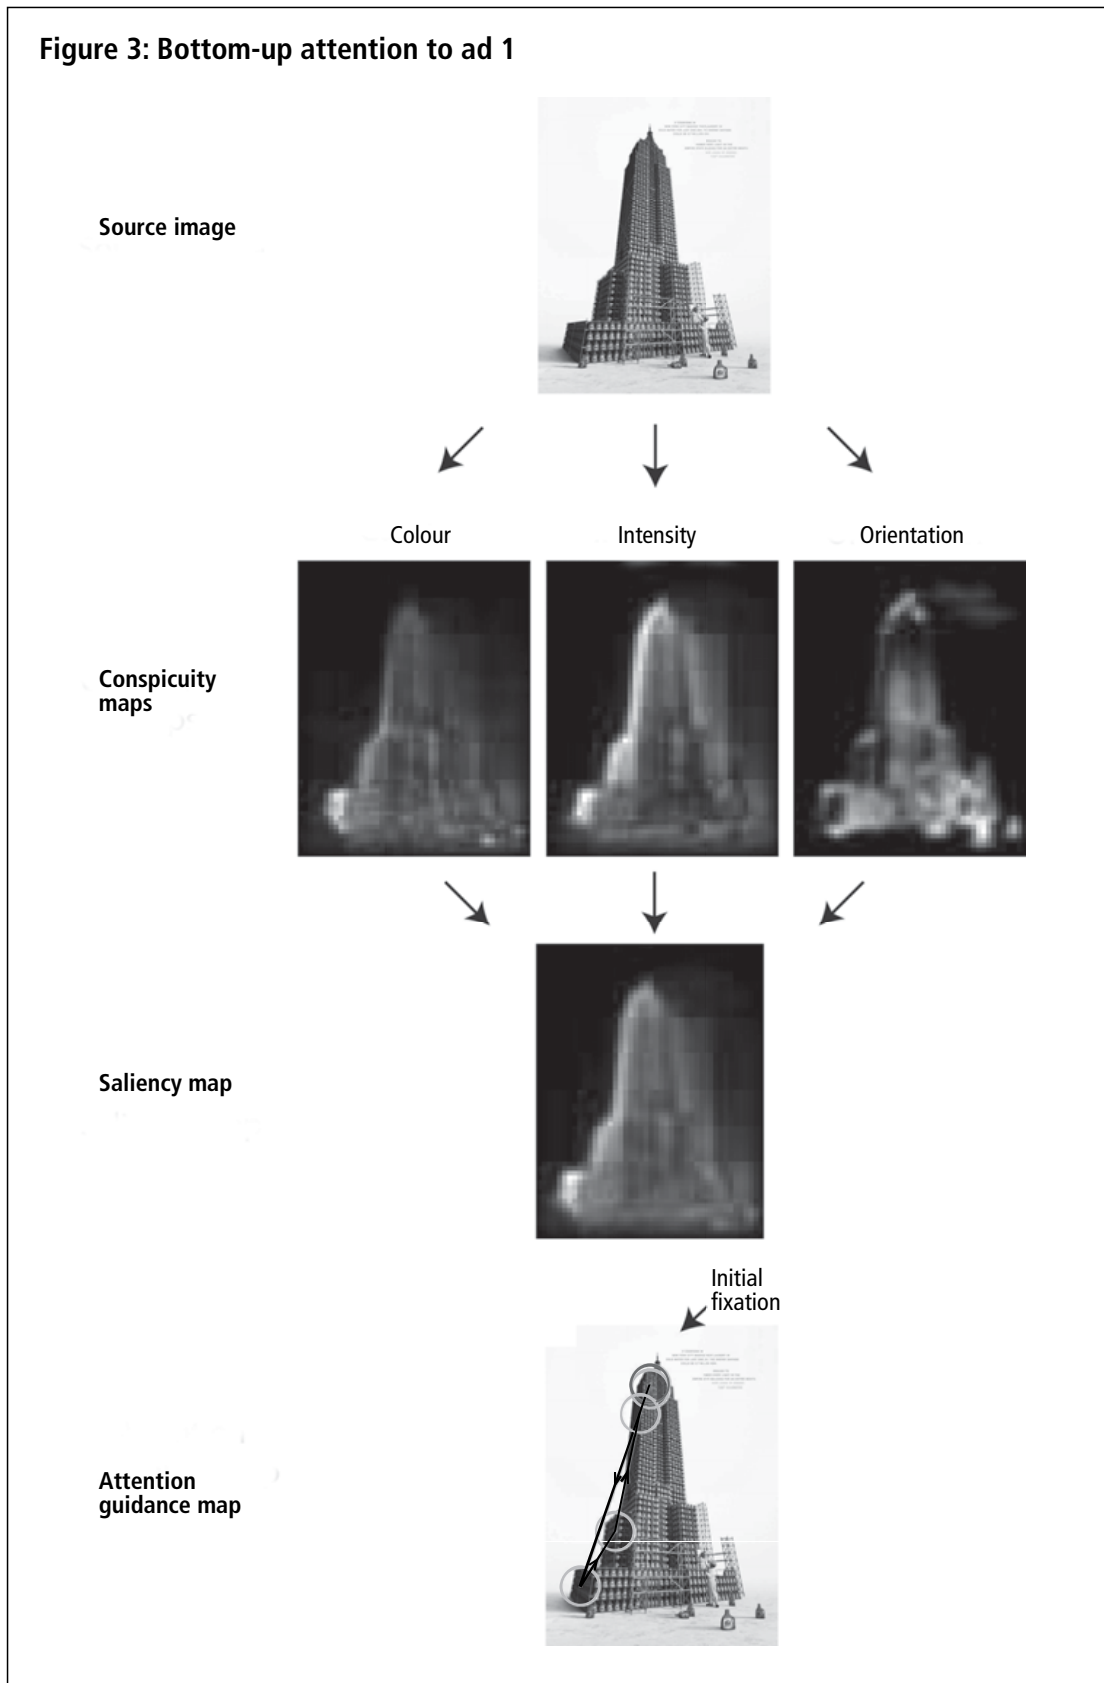 Figure 3: Bottom-up attention to ad 1
Source image
Colour
Intensity
Orientation
Conspicuity
maps
Saliency map
Initial
fixation
Attention
guidance map